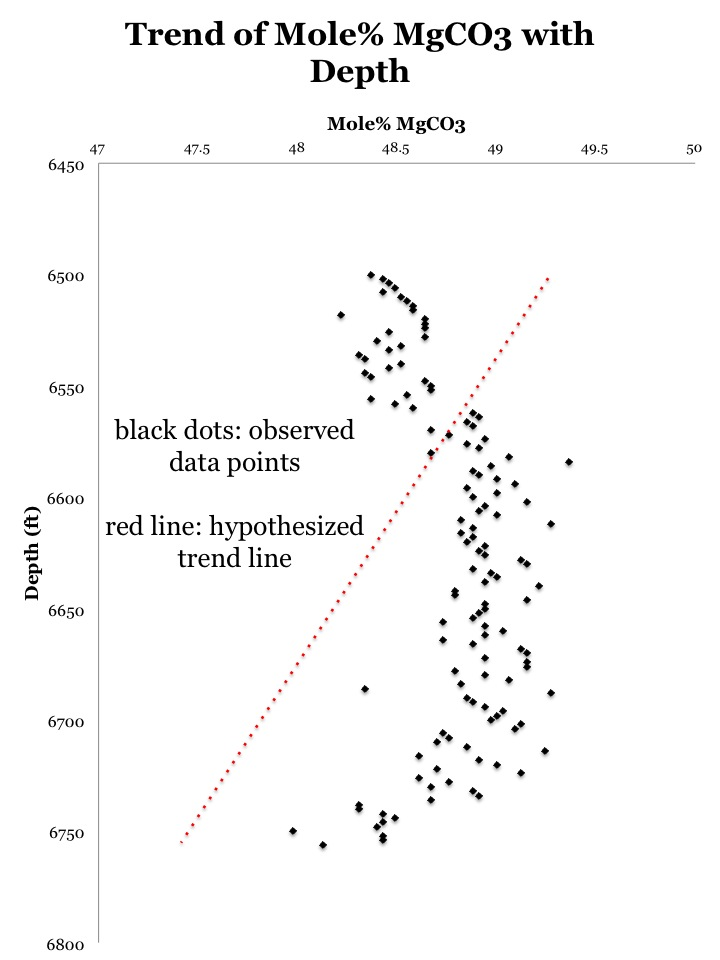 Trend of Mole% MgCO3 with
Depth
Mole% MgCO3
47 47.5 48 48.5 49 49.5 50
6450
6500
6550
black dots: observed
data points
6600
red line: hypothesized
trend line
Depth (ft)
6650
6700
6750
6800